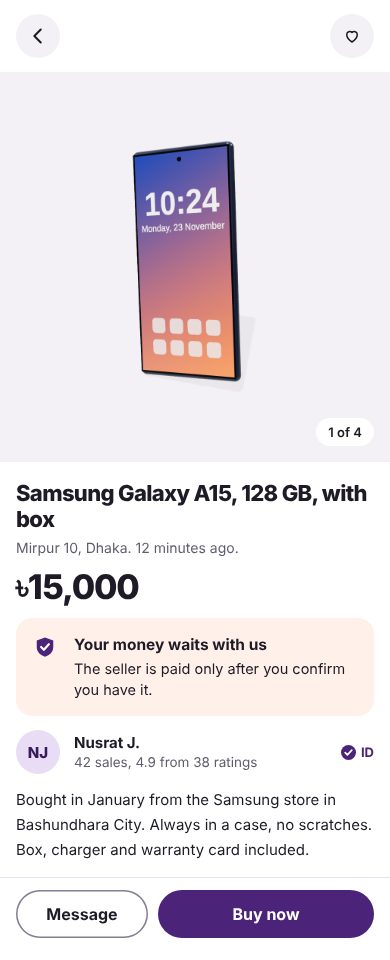 10:24
Monday, 23 November
1 of 4
Samsung Galaxy A15, 128 GB, with
box
Mirpur 10, Dhaka. 12 minutes ago.
৳15,000
Your money waits with us
The seller is paid only after you confirm
you have it.
NJ
Nusrat J.
42 sales, 4.9 from 38 ratings
ID
Bought in January from the Samsung store in
Bashundhara City. Always in a case, no scratches.
Box, charger and warranty card included.
Message
Buy now